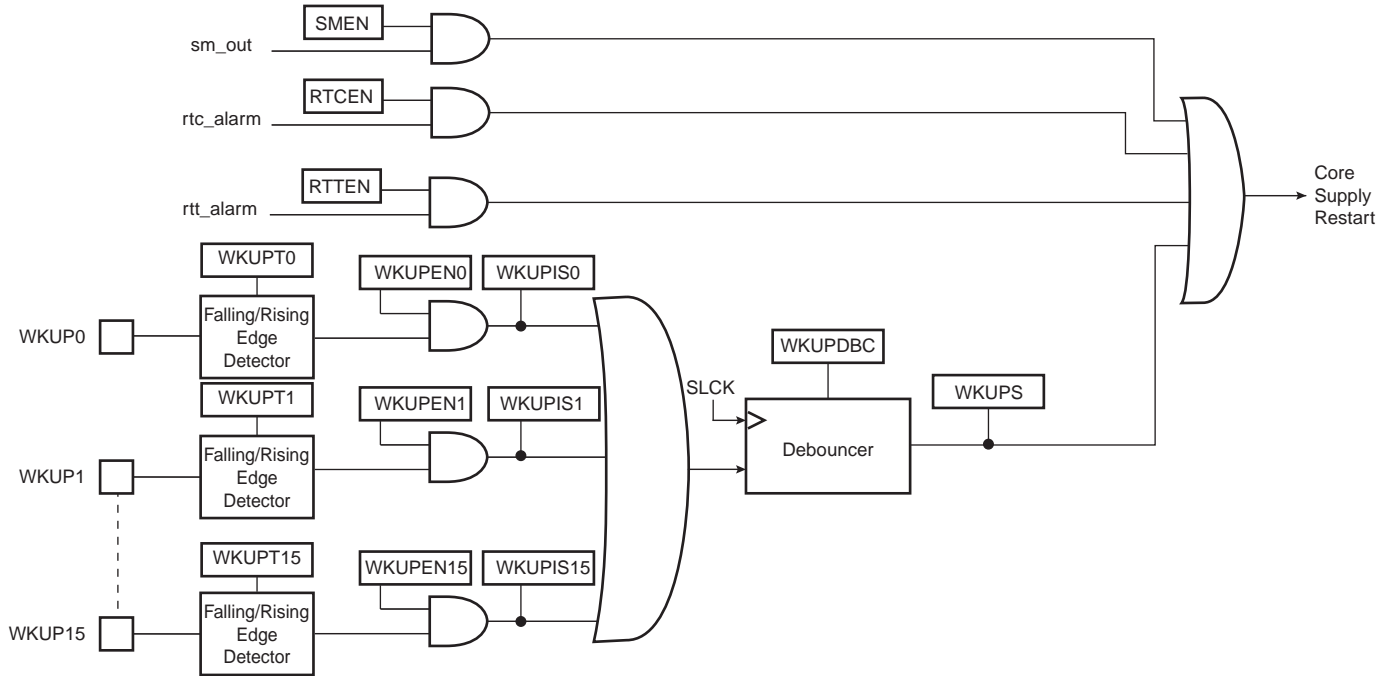 SMEN
sm_out
RTCEN
rtc_alarm
RTTEN
rtt_alarm
Core
Supply
Restart
WKUPT0
WKUPEN0
WKUPIS0
WKUP0
Falling/Rising
Edge
Detector
WKUPDBC
WKUPT1
WKUPEN1
WKUPIS1
SLCK
WKUPS
WKUP1
Falling/Rising
Edge
Detector
Debouncer
WKUPT15
WKUPEN15
WKUPIS15
WKUP15
Falling/Rising
Edge
Detector